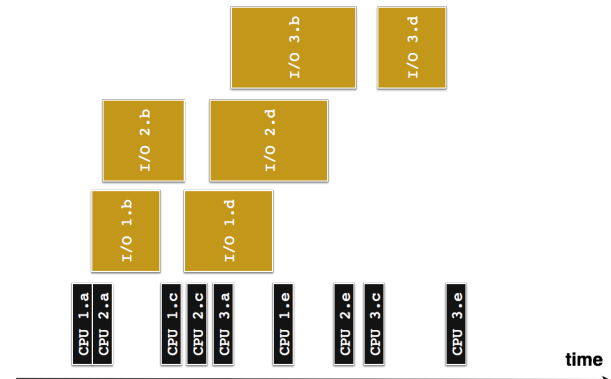 I/O 3.b
I/O 3.d
I/O 2.b
I/O 2.d
I/O 1.b
I/O 1.d
CPU 1.a
CPU 2.a
CPU 1.c
CPU 2.c
CPU 3.a
CPU 1.e
CPU 2.e
CPU 3.c
CPU 3.e
time